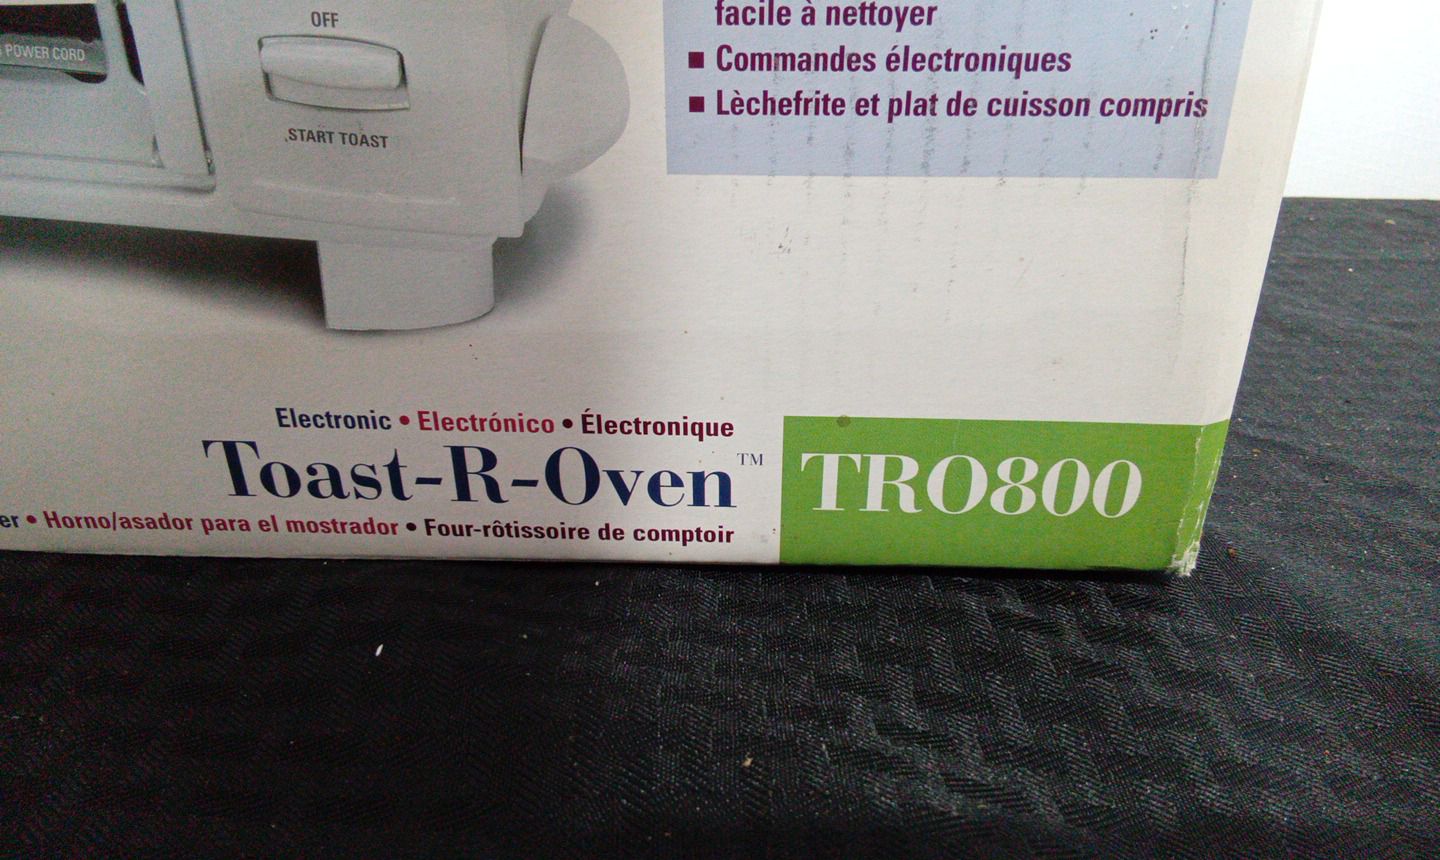 OFF
POWER CORD
START TOAST
facile à nettoyer
■ Commandes électroniques
■ Lèchefrite et plat de cuisson compris
Electronic • Electrónico • Électronique
Toast-R-Oven™
TRO800
• Horno/asador para el mostrador • Four-rôtissoire de comptoir